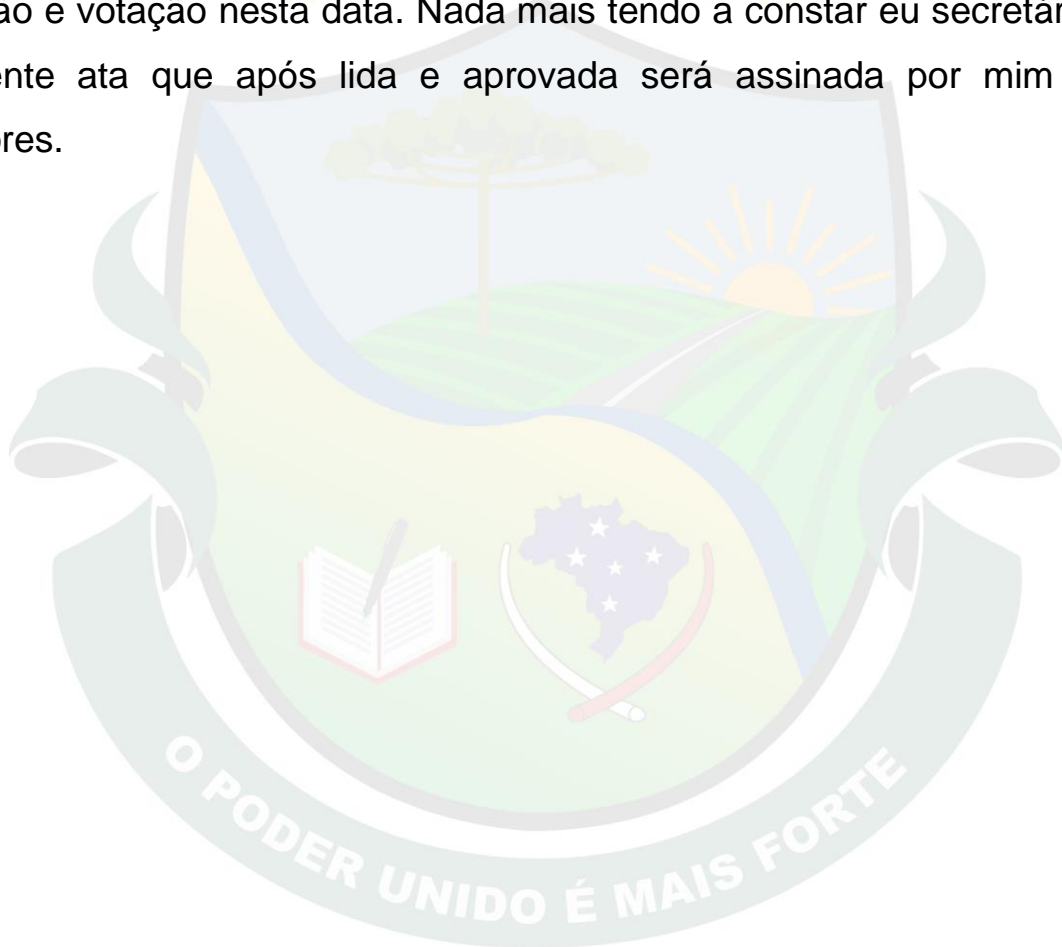 ão e votação nesta data. Nada mais tendo a constar eu secretár
ente ata que após lida e aprovada será assinada por mim
ores.
O PODER UNIDO É MAIS FORTE